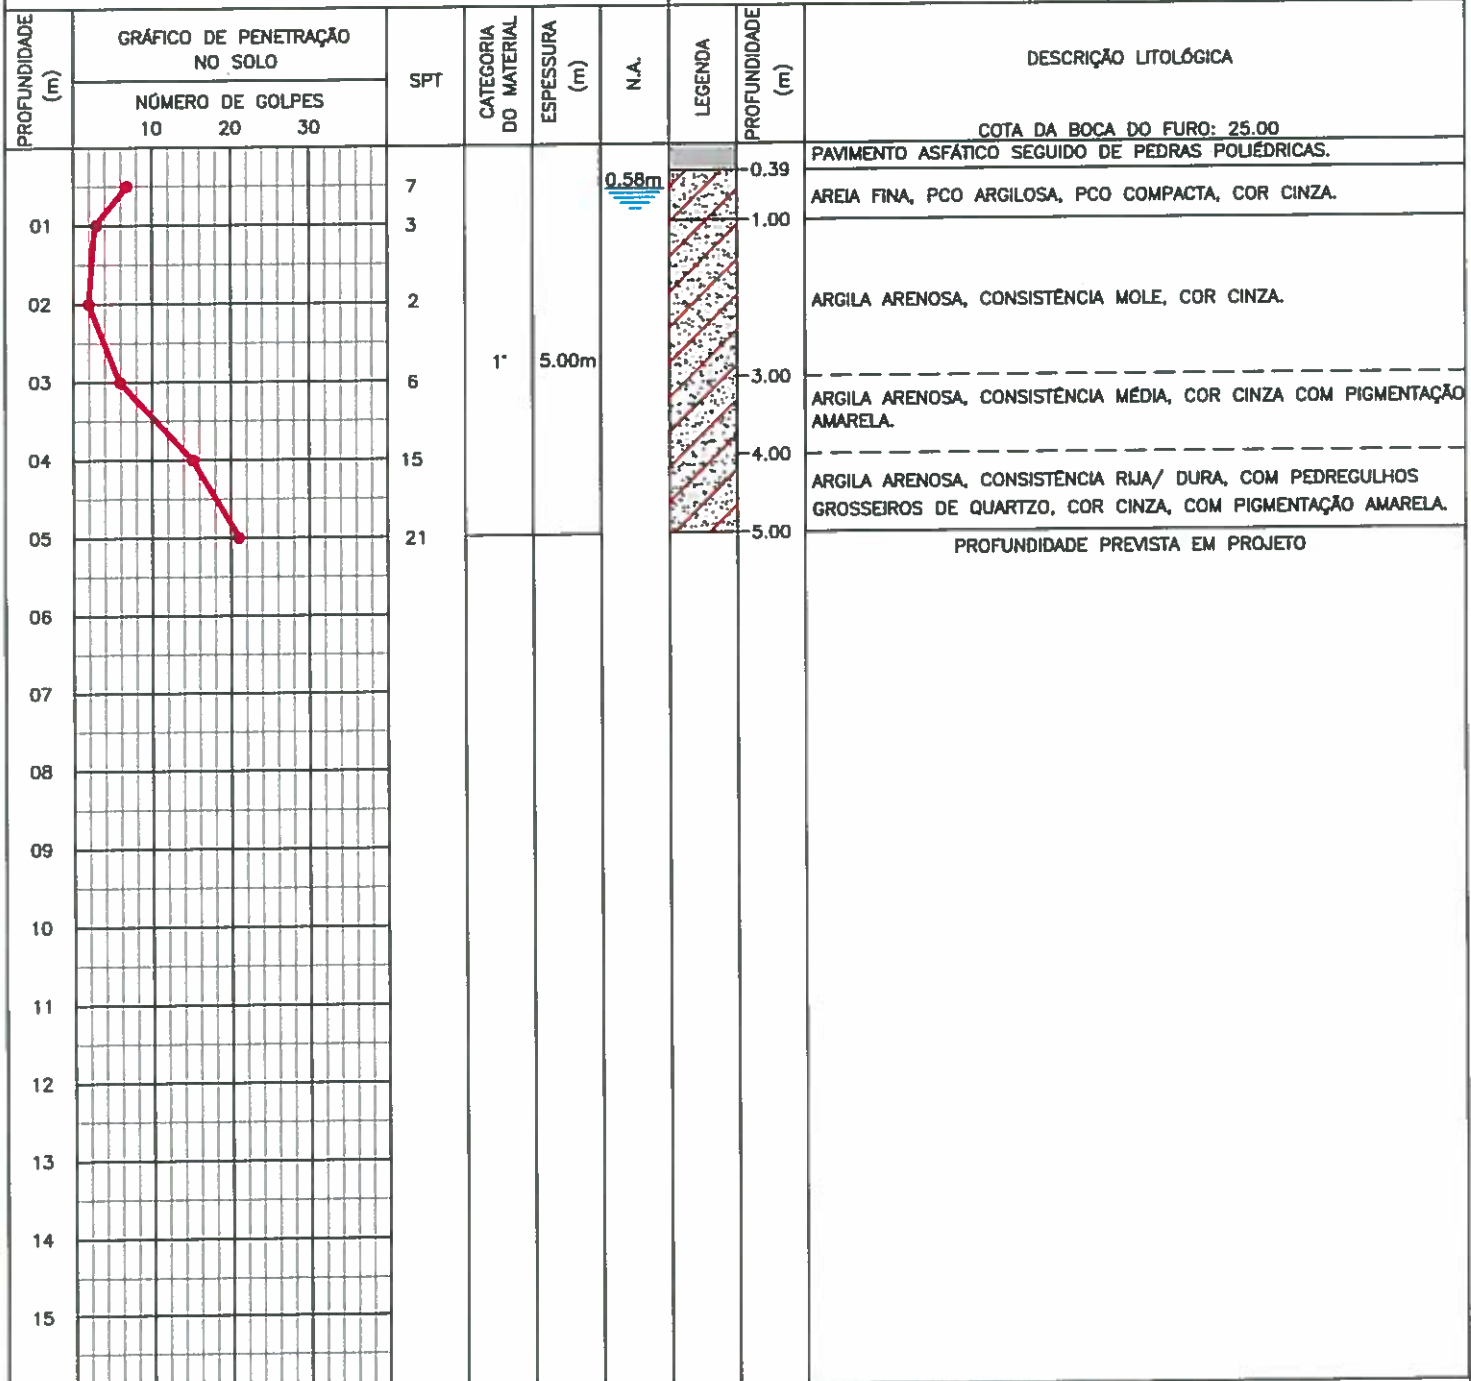 PROFUNDIDADE
(m)
GRÁFICO DE PENETRAÇÃO
NO SOLO
NÚMERO DE GOLPES
10 20 30
SPT
CATEGORIA
DO MATERIAL
ESPESSURA
(m)
N.A.
LEGENDA
PROFUNDIDADE
(m)
DESCRIÇÃO LITOLÓGICA
COTA DA BOCA DO FURO: 25.00
PAVIMENTO ASFÁTICO SEGUIDO DE PEDRAS POLIÉDRICAS.
0.39
7
0.58m
AREIA FINA, PCO ARGILOSA, PCO COMPACTA, COR CINZA.
01
3
1.00
02
2
ARGILA ARENOSA, CONSISTÊNCIA MOLE, COR CINZA.
1ª
5.00m
03
6
3.00
ARGILA ARENOSA, CONSISTÊNCIA MÉDIA, COR CINZA COM PIGMENTAÇÃO
AMARELA.
04
15
4.00
ARGILA ARENOSA, CONSISTÊNCIA RIJA/ DURA, COM PEDREGULHOS
GROSSEIROS DE QUARTZO, COR CINZA, COM PIGMENTAÇÃO AMARELA.
05
21
5.00
PROFUNDIDADE PREVISTA EM PROJETO
06
07
08
09
10
11
12
13
14
15